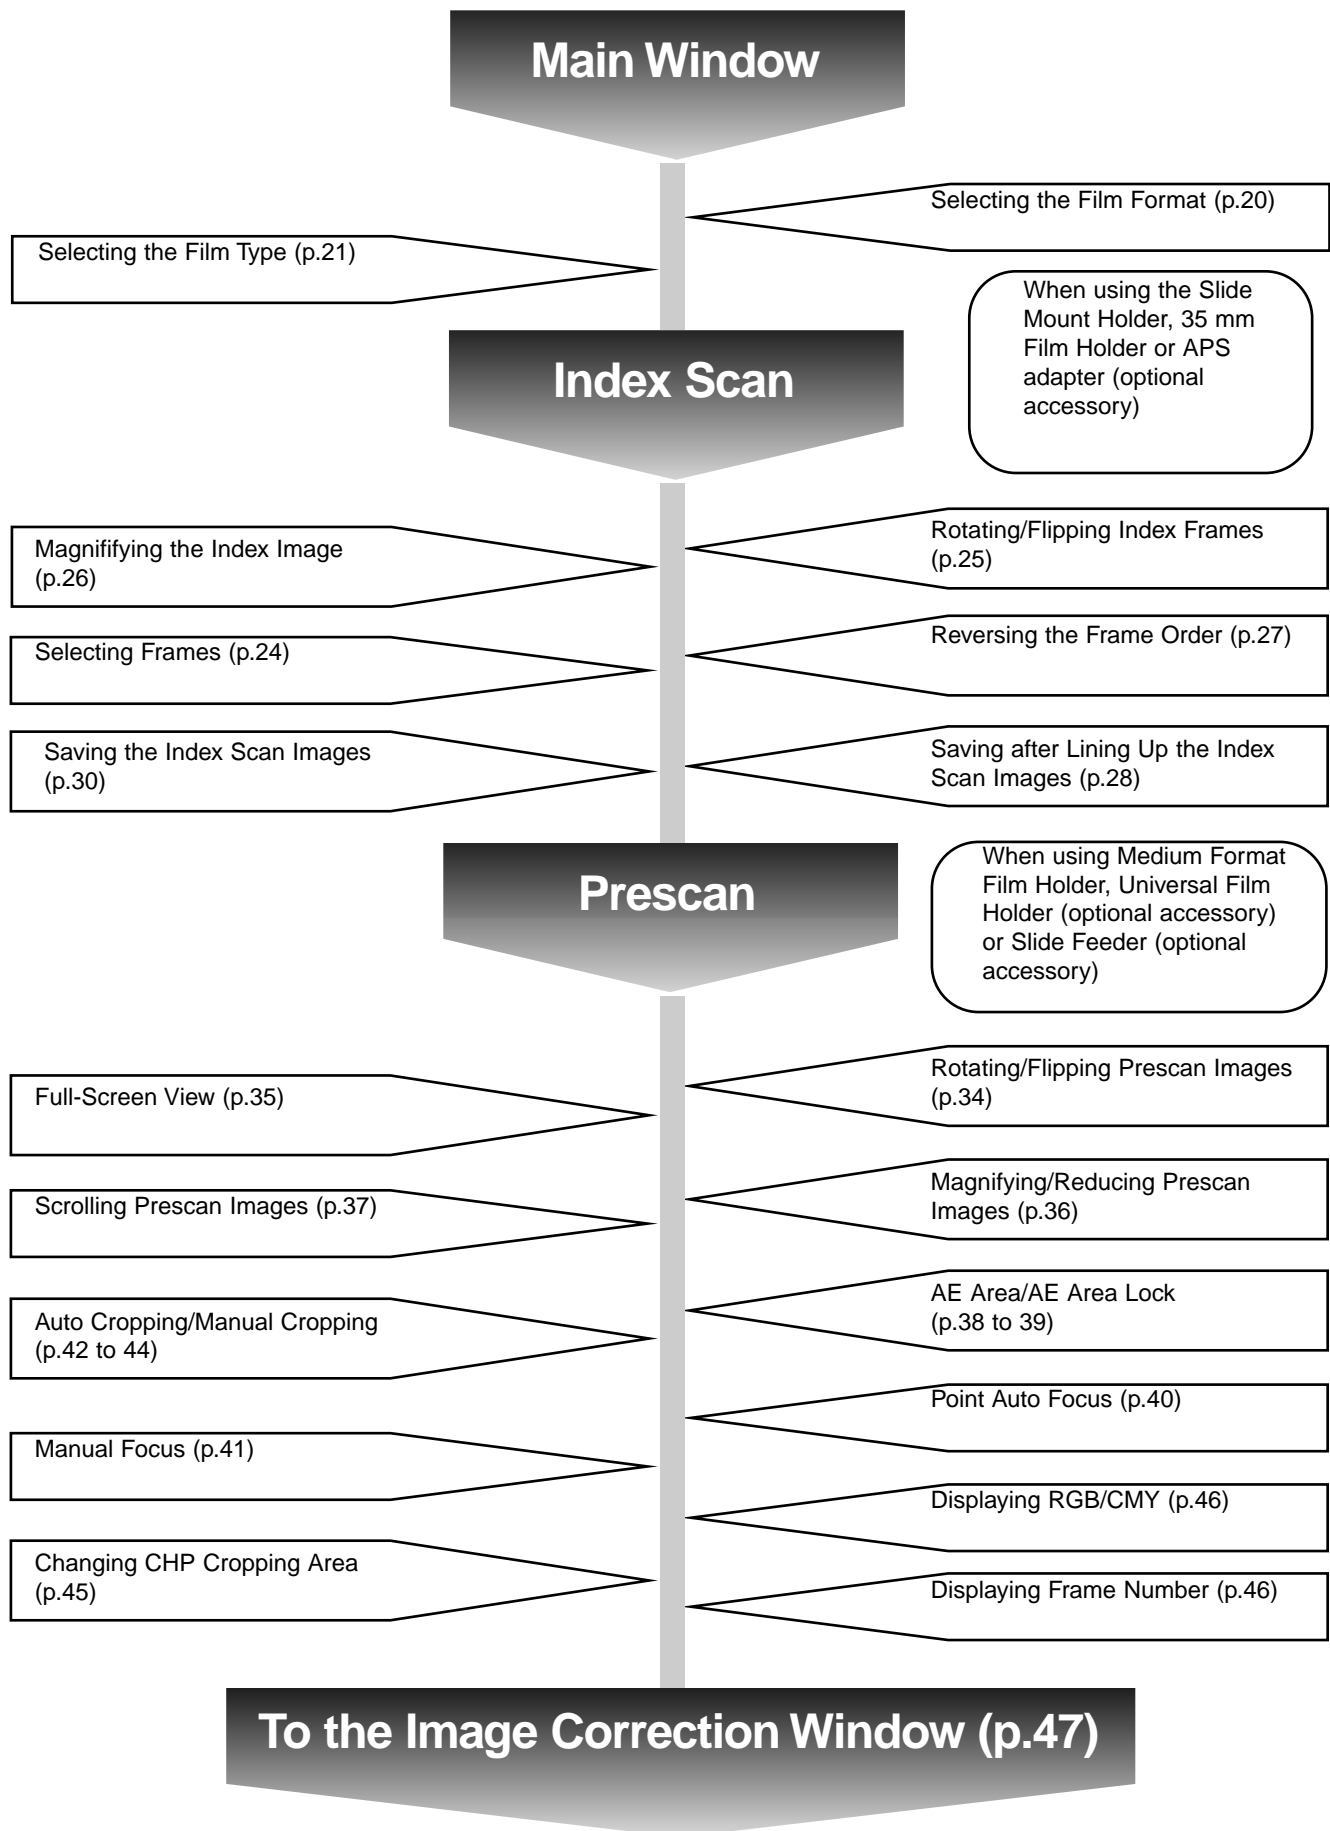 Main Window
Selecting the Film Format (p.20)
Selecting the Film Type (p.21)
When using the Slide
Mount Holder, 35 mm
Film Holder or APS
adapter (optional
accessory)
Index Scan
Rotating/Flipping Index Frames
(p.25)
Magnififying the Index Image
(p.26)
Reversing the Frame Order (p.27)
Selecting Frames (p.24)
Saving after Lining Up the Index
Scan Images (p.28)
Saving the Index Scan Images
(p.30)
Prescan
When using Medium Format
Film Holder, Universal Film
Holder (optional accessory)
or Slide Feeder (optional
accessory)
Rotating/Flipping Prescan Images
(p.34)
Full-Screen View (p.35)
Magnifying/Reducing Prescan
Images (p.36)
Scrolling Prescan Images (p.37)
AE Area/AE Area Lock
(p.38 to 39)
Auto Cropping/Manual Cropping
(p.42 to 44)
Point Auto Focus (p.40)
Manual Focus (p.41)
Displaying RGB/CMY (p.46)
Changing CHP Cropping Area
(p.45)
Displaying Frame Number (p.46)
To the Image Correction Window (p.47)